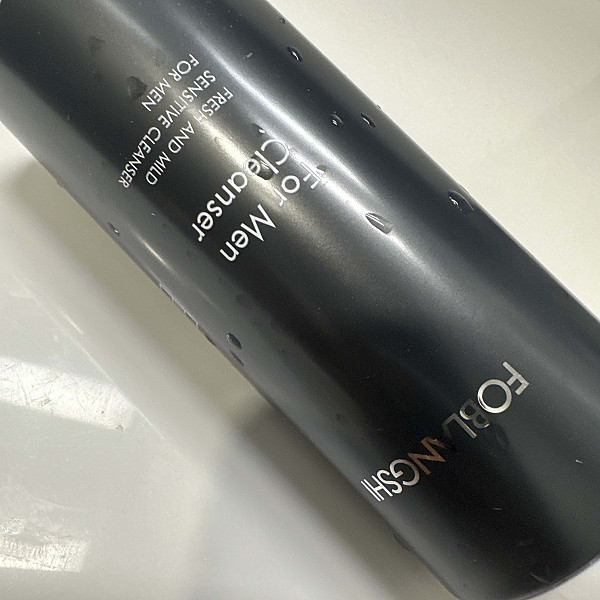 FOBLANGSHI
For Men
Cleanser
FRESH AND MILD
SENSITIVE CLEANSER
FOR MEN